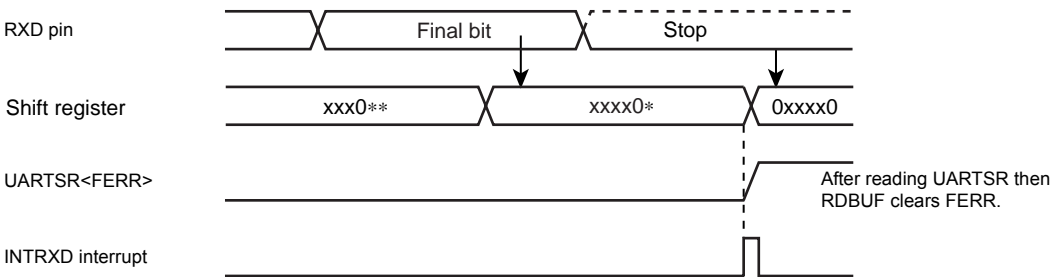 RXD pin
Final bit
Stop
Shift register
xxx0**
xxxx0*
0xxxx0
UARTSR<FERR>
After reading UARTSR then
RDBUF clears FERR.
INTRXD interrupt